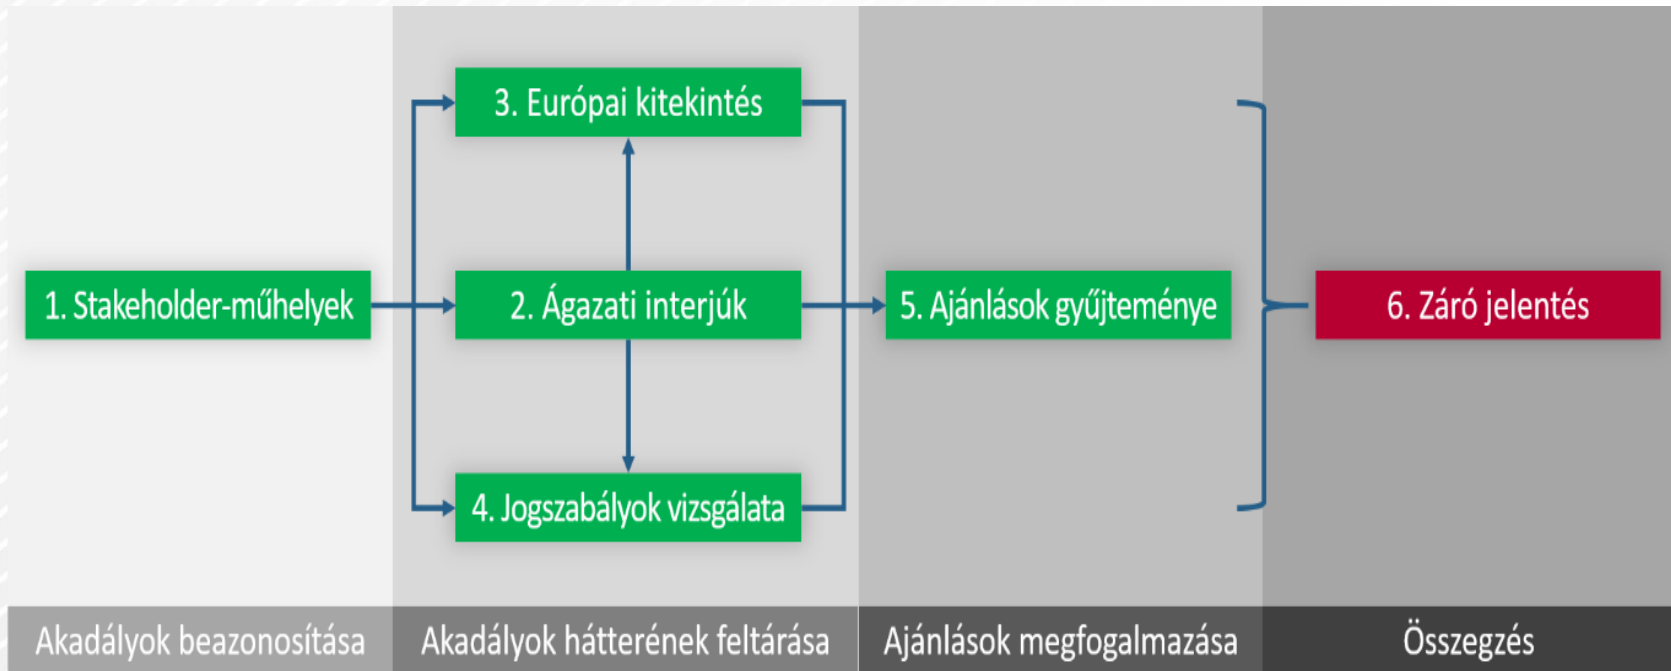 3. Európai kitekintés
1. Stakeholder-műhelyek
2. Ágazati interjúk
5. Ajánlások gyűjteménye
6. Záró jelentés
4. Jogszabályok vizsgálata
Akadályok beazonosítása
Akadályok hátterének feltárása
Ajánlások megfogalmazása
Összegzés